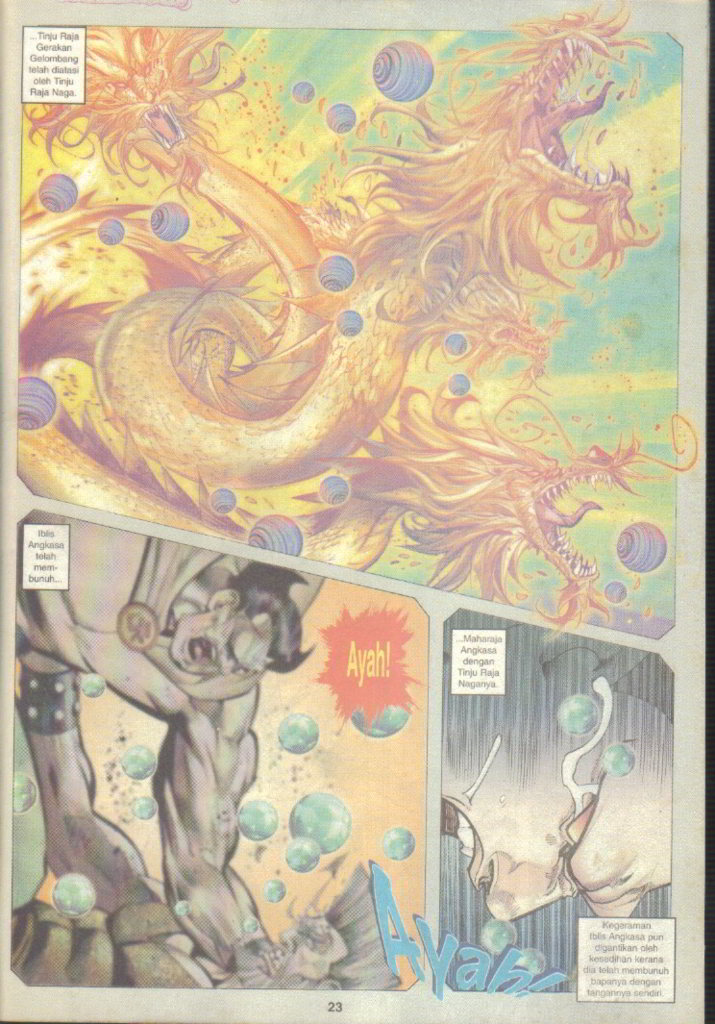 ...Tinju Raja
Gerakan
Gelombang
telah diatasi
oleh Tinju
Raja Naga.
Iblis
Angkasa
telah
mem-
bunuh...
Ayah!
...Maharaja
Angkasa
dengan
Tinju Raja
Naganya.
Ayah
Kegeraman
Iblis Angkasa pun
digantikan oleh
kesedihan kerana
dia telah membunuh
bapanya dengan
tangannya sendiri.
23